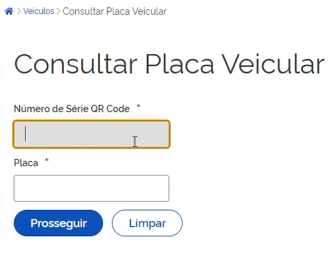 Veículos > Consultar Placa Veicular
Consultar Placa Veicular
Número de Série QR Code *
Placa *
Prosseguir Limpar